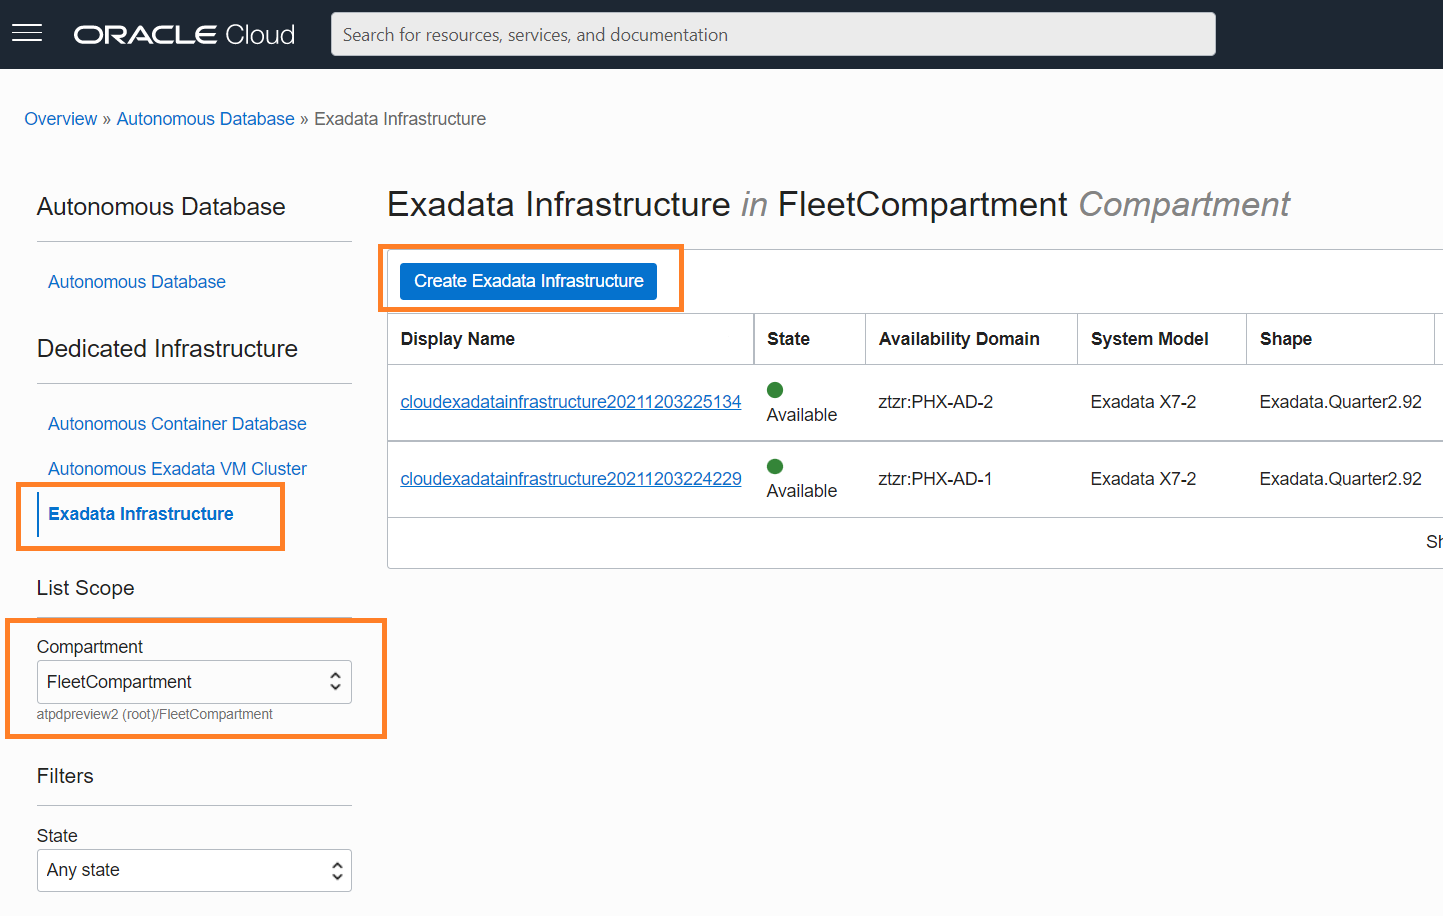 ORACLE Cloud
Search for resources, services, and documentation
Overview » Autonomous Database » Exadata Infrastructure
Autonomous Database
Autonomous Database
Dedicated Infrastructure
Autonomous Container Database
Autonomous Exadata VM Cluster
Exadata Infrastructure
List Scope
Compartment
FleetCompartment
atpdpreview2 (root)/FleetCompartment
Filters
State
Any state
Exadata Infrastructure in FleetCompartment Compartment
Create Exadata Infrastructure
Display Name State Availability Domain System Model Shape
cloudexadatainfrastructure20211203225134 Available ztzr:PHX-AD-2 Exadata X7-2 Exadata.Quarter2.92
cloudexadatainfrastructure20211203224229 Available ztzr:PHX-AD-1 Exadata X7-2 Exadata.Quarter2.92